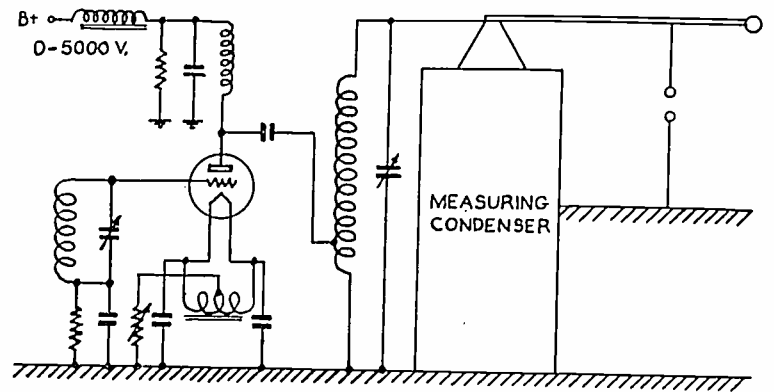 B+
0-5000 V.
MEASURING
CONDENSER